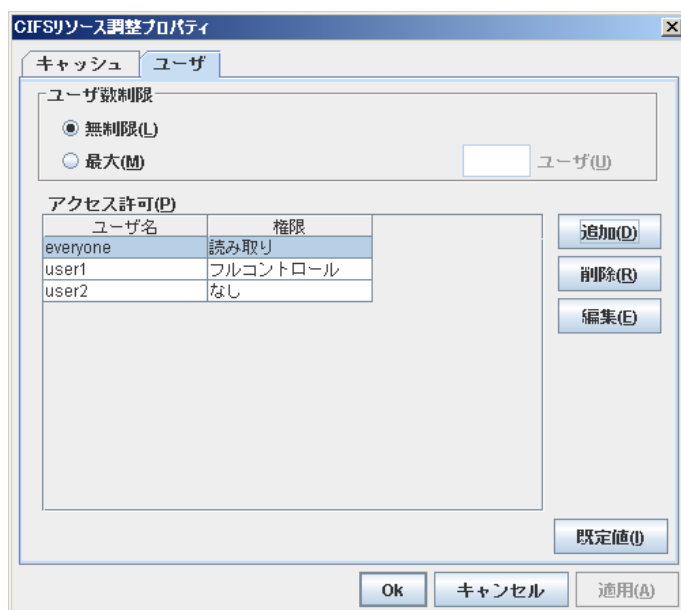 CIFSリソース調整プロパティ
キャッシュ ユーザ
ユーザ数制限
無制限(L)
最大(M) ユーザ(U)
アクセス許可(P)
ユーザ名 権限
everyone 読み取り
user1 フルコントロール
user2 なし
追加(D)
削除(R)
編集(E)
既定値(I)
Ok キャンセル 適用(A)